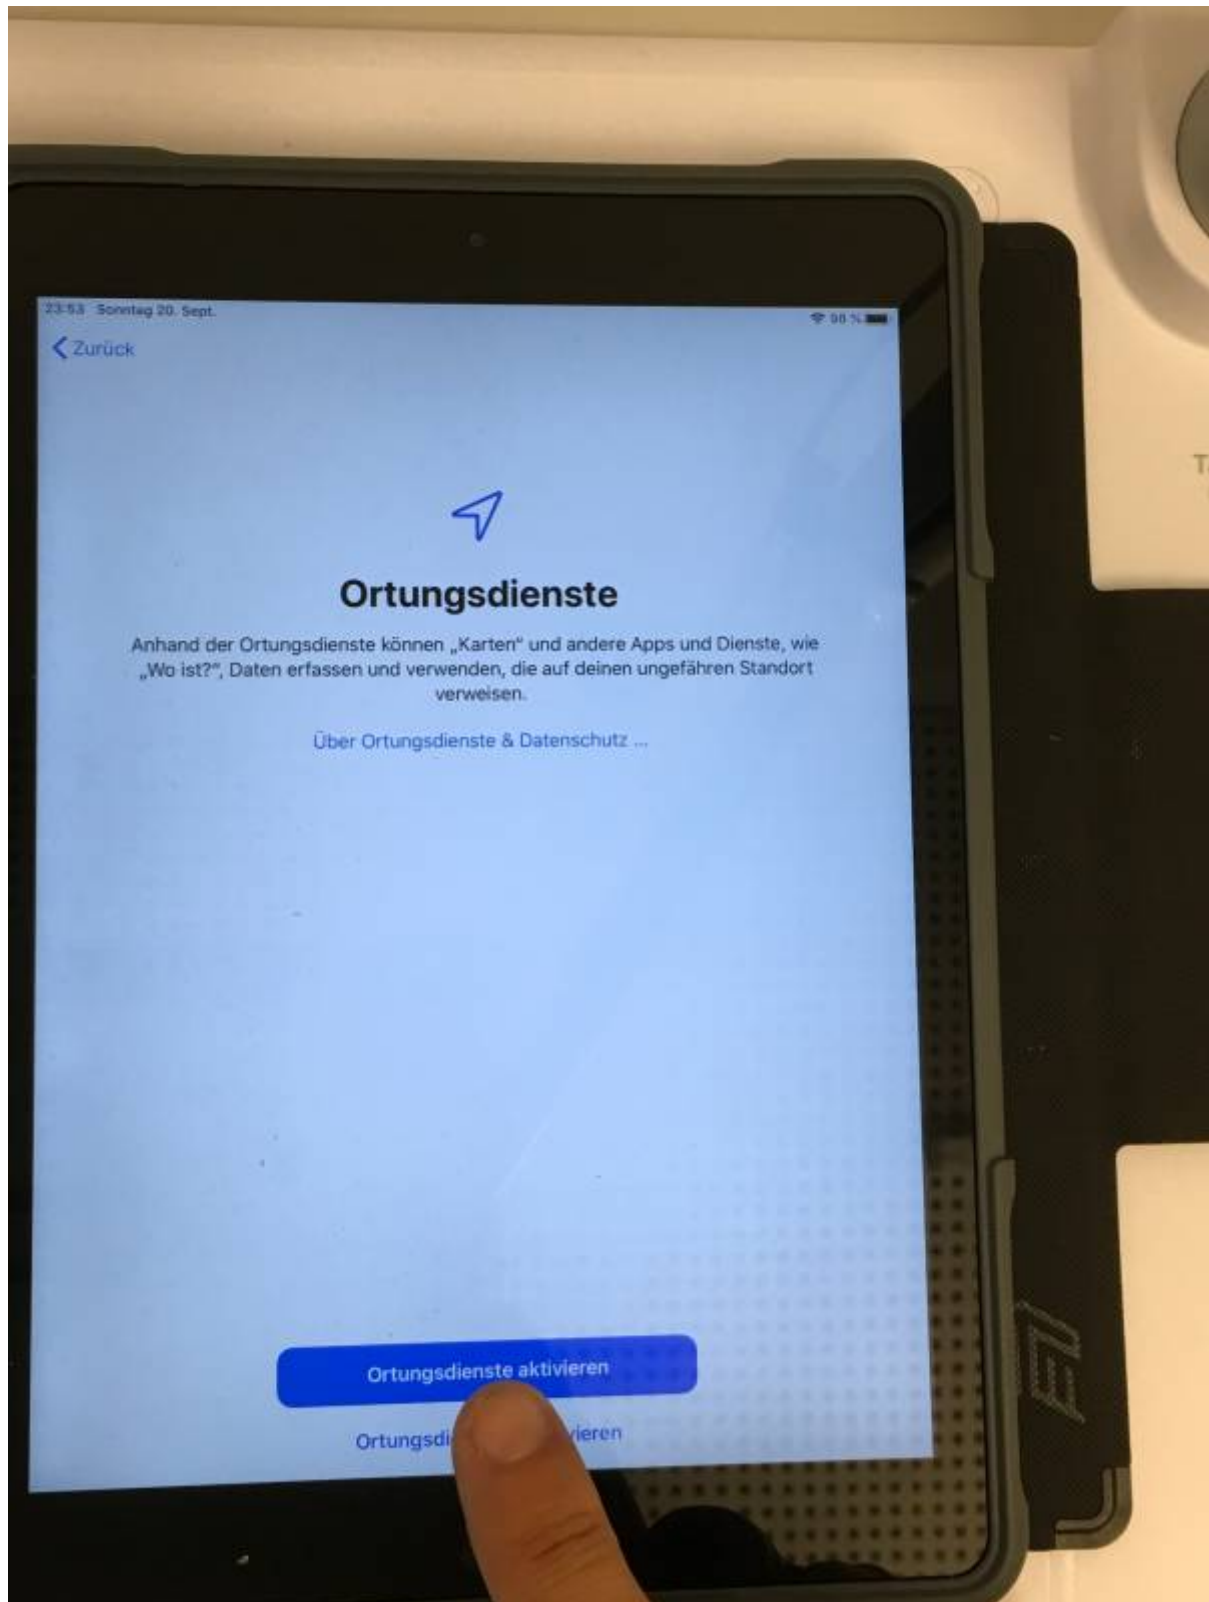 23:53 Sonntag 20. Sept.
98 %
Zurück
Ortungsdienste
Anhand der Ortungsdienste können „Karten“ und andere Apps und Dienste, wie
„Wo ist?“, Daten erfassen und verwenden, die auf deinen ungefähren Standort
verweisen.
Über Ortungsdienste & Datenschutz ...
Ortungsdienste aktivieren